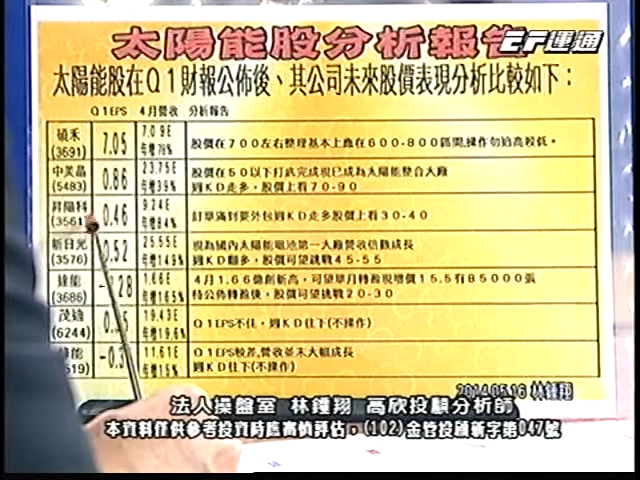 太陽能股分析報告
EF運通
太陽能股在Q1財報公佈後、其公司未來股價表現分析比較如下：
Q1EPS 4月營收 分析報告
碩禾
(3691)
7.05
7.09E
年增79%
股價在700左右整理基本上應在600-800區間,操作勿追高殺低。
中美晶
(5483)
0.86
23.75E
年增39%
股價在50以下打底完成現已成為太陽能整合大廠
週KD走多，股價上看70-90
昇陽科
(3561)
0.46
9.24E
年增84%
訂單滿到要外包週KD走多股價上看30-40
新日光
(3576)
0.52
25.55E
年增149%
現為國內太陽能電池第一大廠營收倍數成長
週KD翻多，股價可望挑戰45-55
(3686)
28
1.66E
年增165%
4月1.66億創新高，可望單月轉盈現增價15.5有85000張
待公佈轉盈後，股價可望挑戰20-30
茂迪
(6244)
19.43E
年增19.6%
Q1EPS不佳，週KD往下(不操作)
519)
-0.3
11.61E
年增15%
Q1EPS較差,營收並未大幅成長
週KD往下(不操作)
2014.05.16 林鍾翔
法人操盤室 林鍾翔 高欣投顧分析師
本資料僅供參考投資時應審慎評估。(102)金管投顧新字第047號